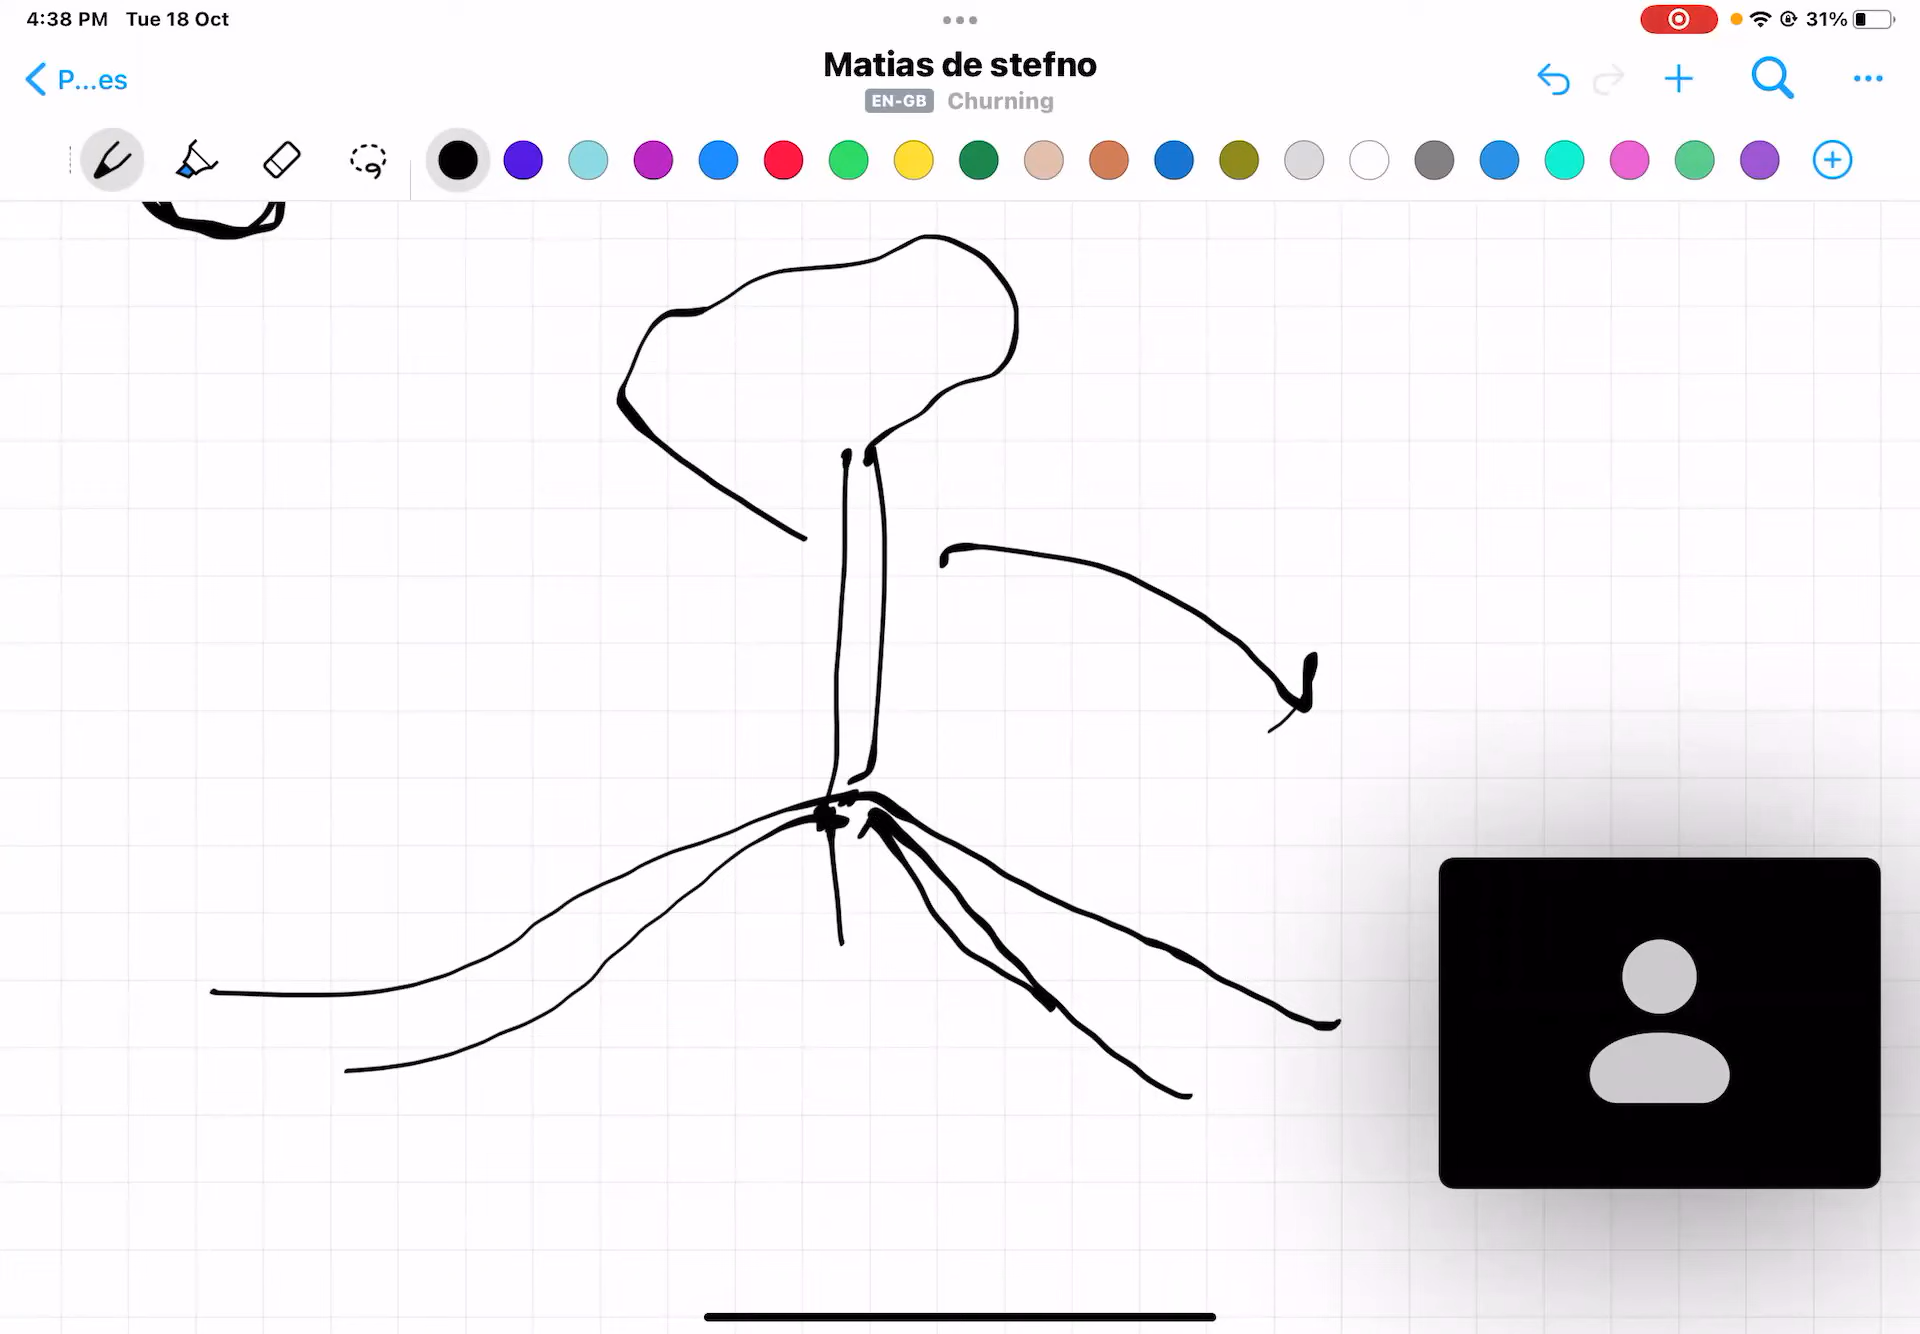 4:38 PM Tue 18 Oct
31%
P...es
Matias de stefno
EN-GB Churning